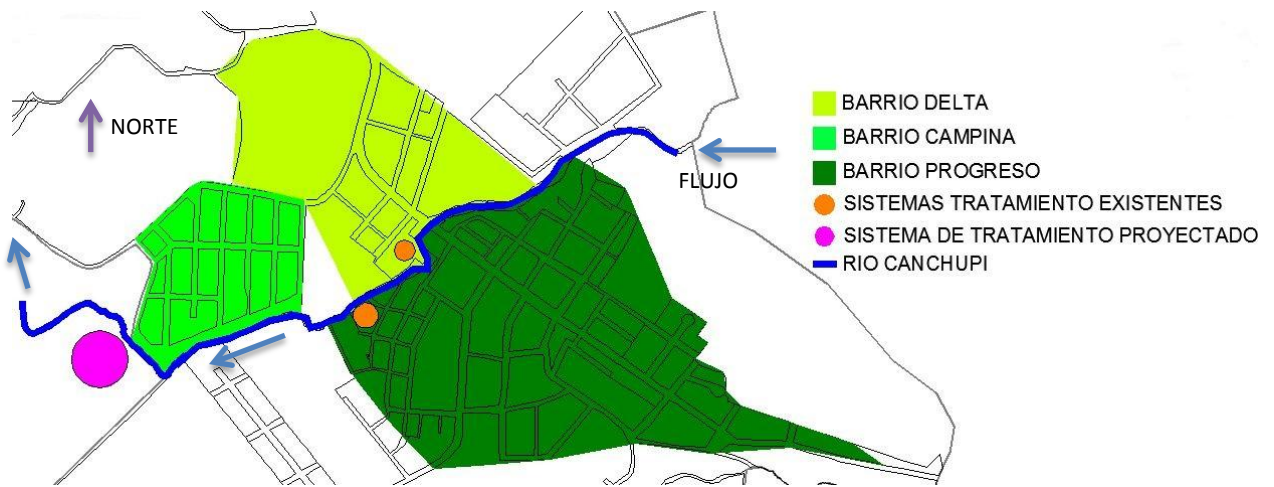 NORTE
FLUJO
BARRIO DELTA
BARRIO CAMPINA
BARRIO PROGRESO
SISTEMAS TRATAMIENTO EXISTENTES
SISTEMA DE TRATAMIENTO PROYECTADO
RIO CANCHUPI